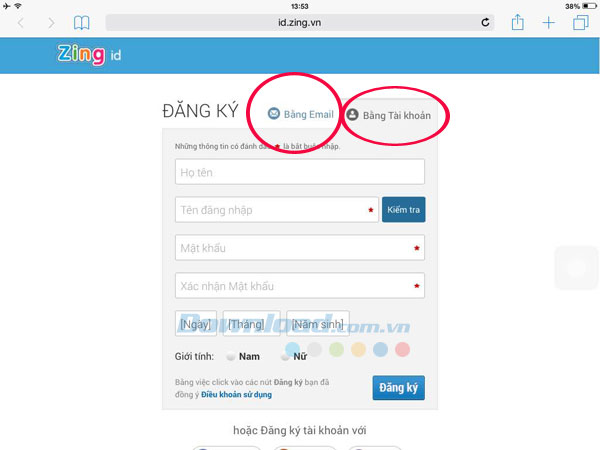 13:53
38%
id.zing.vn
Zing id
ĐĂNG KÝ
Bằng Email
Bằng Tài khoản
Những thông tin có đánh dấu * là bắt buộc nhập.
Họ tên
Tên đăng nhập *
Kiểm tra
Mật khẩu *
Xác nhận Mật khẩu *
[Ngày] [Tháng] [Năm sinh]
Download.com.vn
Giới tính: Nam Nữ
Bằng việc click vào các nút Đăng ký bạn đã
đồng ý Điều khoản sử dụng
Đăng ký
hoặc Đăng ký tài khoản với